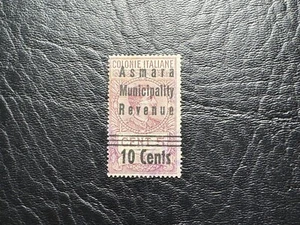 COLONIE ITALIANE
Asmara
Municipality
Revenue
10 Cents